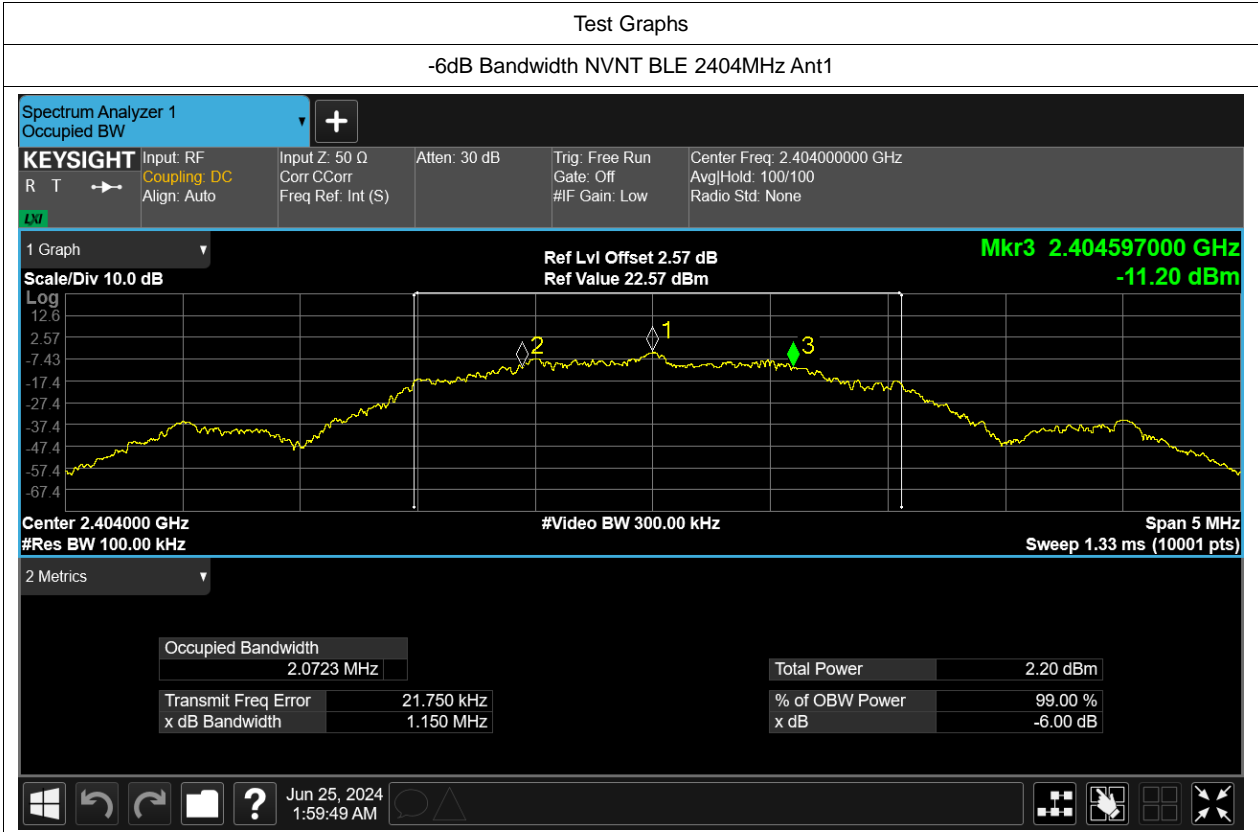 Test Graphs
-6dB Bandwidth NVNT BLE 2404MHz Ant1
Spectrum Analyzer 1
Occupied BW
KEYSIGHT Input: RF Input Z: 50 Ω Atten: 30 dB Trig: Free Run Center Freq: 2.404000000 GHz
R T Coupling: DC Corr CCorr Gate: Off Avg|Hold: 100/100
Align: Auto Freq Ref: Int (S) #IF Gain: Low Radio Std: None
LXI
1 Graph Ref Lvl Offset 2.57 dB Mkr3 2.404597000 GHz
Scale/Div 10.0 dB Ref Value 22.57 dBm -11.20 dBm
Log
12.6
2.57
-7.43
-17.4
-27.4
-37.4
-47.4
-57.4
-67.4
2 1 3
Center 2.404000 GHz #Video BW 300.00 kHz Span 5 MHz
#Res BW 100.00 kHz Sweep 1.33 ms (10001 pts)
2 Metrics
Occupied Bandwidth
2.0723 MHz Total Power 2.20 dBm
Transmit Freq Error 21.750 kHz % of OBW Power 99.00 %
x dB Bandwidth 1.150 MHz x dB -6.00 dB
? Jun 25, 2024
1:59:49 AM